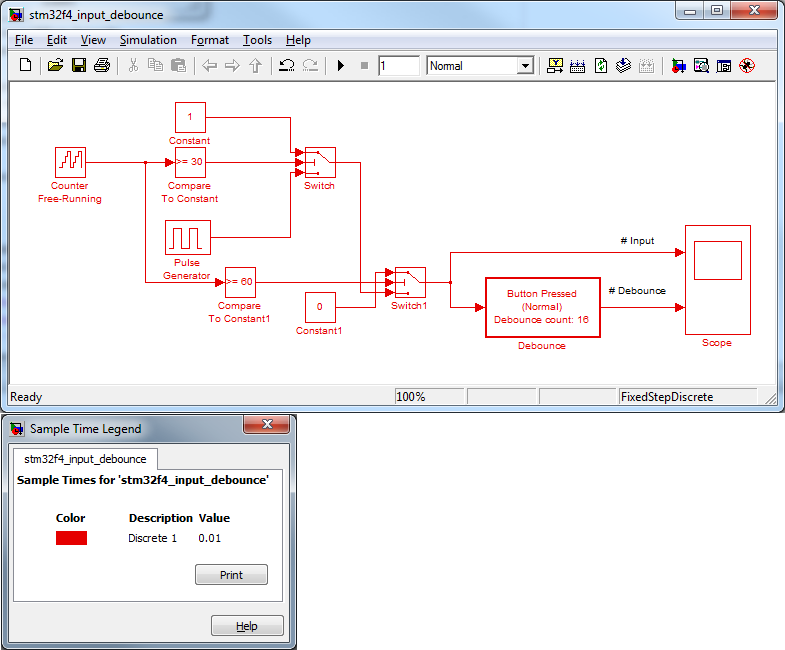 stm32f4_input_debounce
File Edit View Simulation Format Tools Help
1 Normal
1
Constant
>= 30
Counter
Free-Running
Compare
To Constant
Switch
Pulse
Generator
>= 60
Compare
To Constant1
0
Constant1
Switch1
# Input
Button Pressed
(Normal)
Debounce count: 16
Debounce
# Debounce
Scope
Ready 100% FixedStepDiscrete
Sample Time Legend
stm32f4_input_debounce
Sample Times for 'stm32f4_input_debounce'
Color Description Value
Discrete 1 0.01
Print
Help